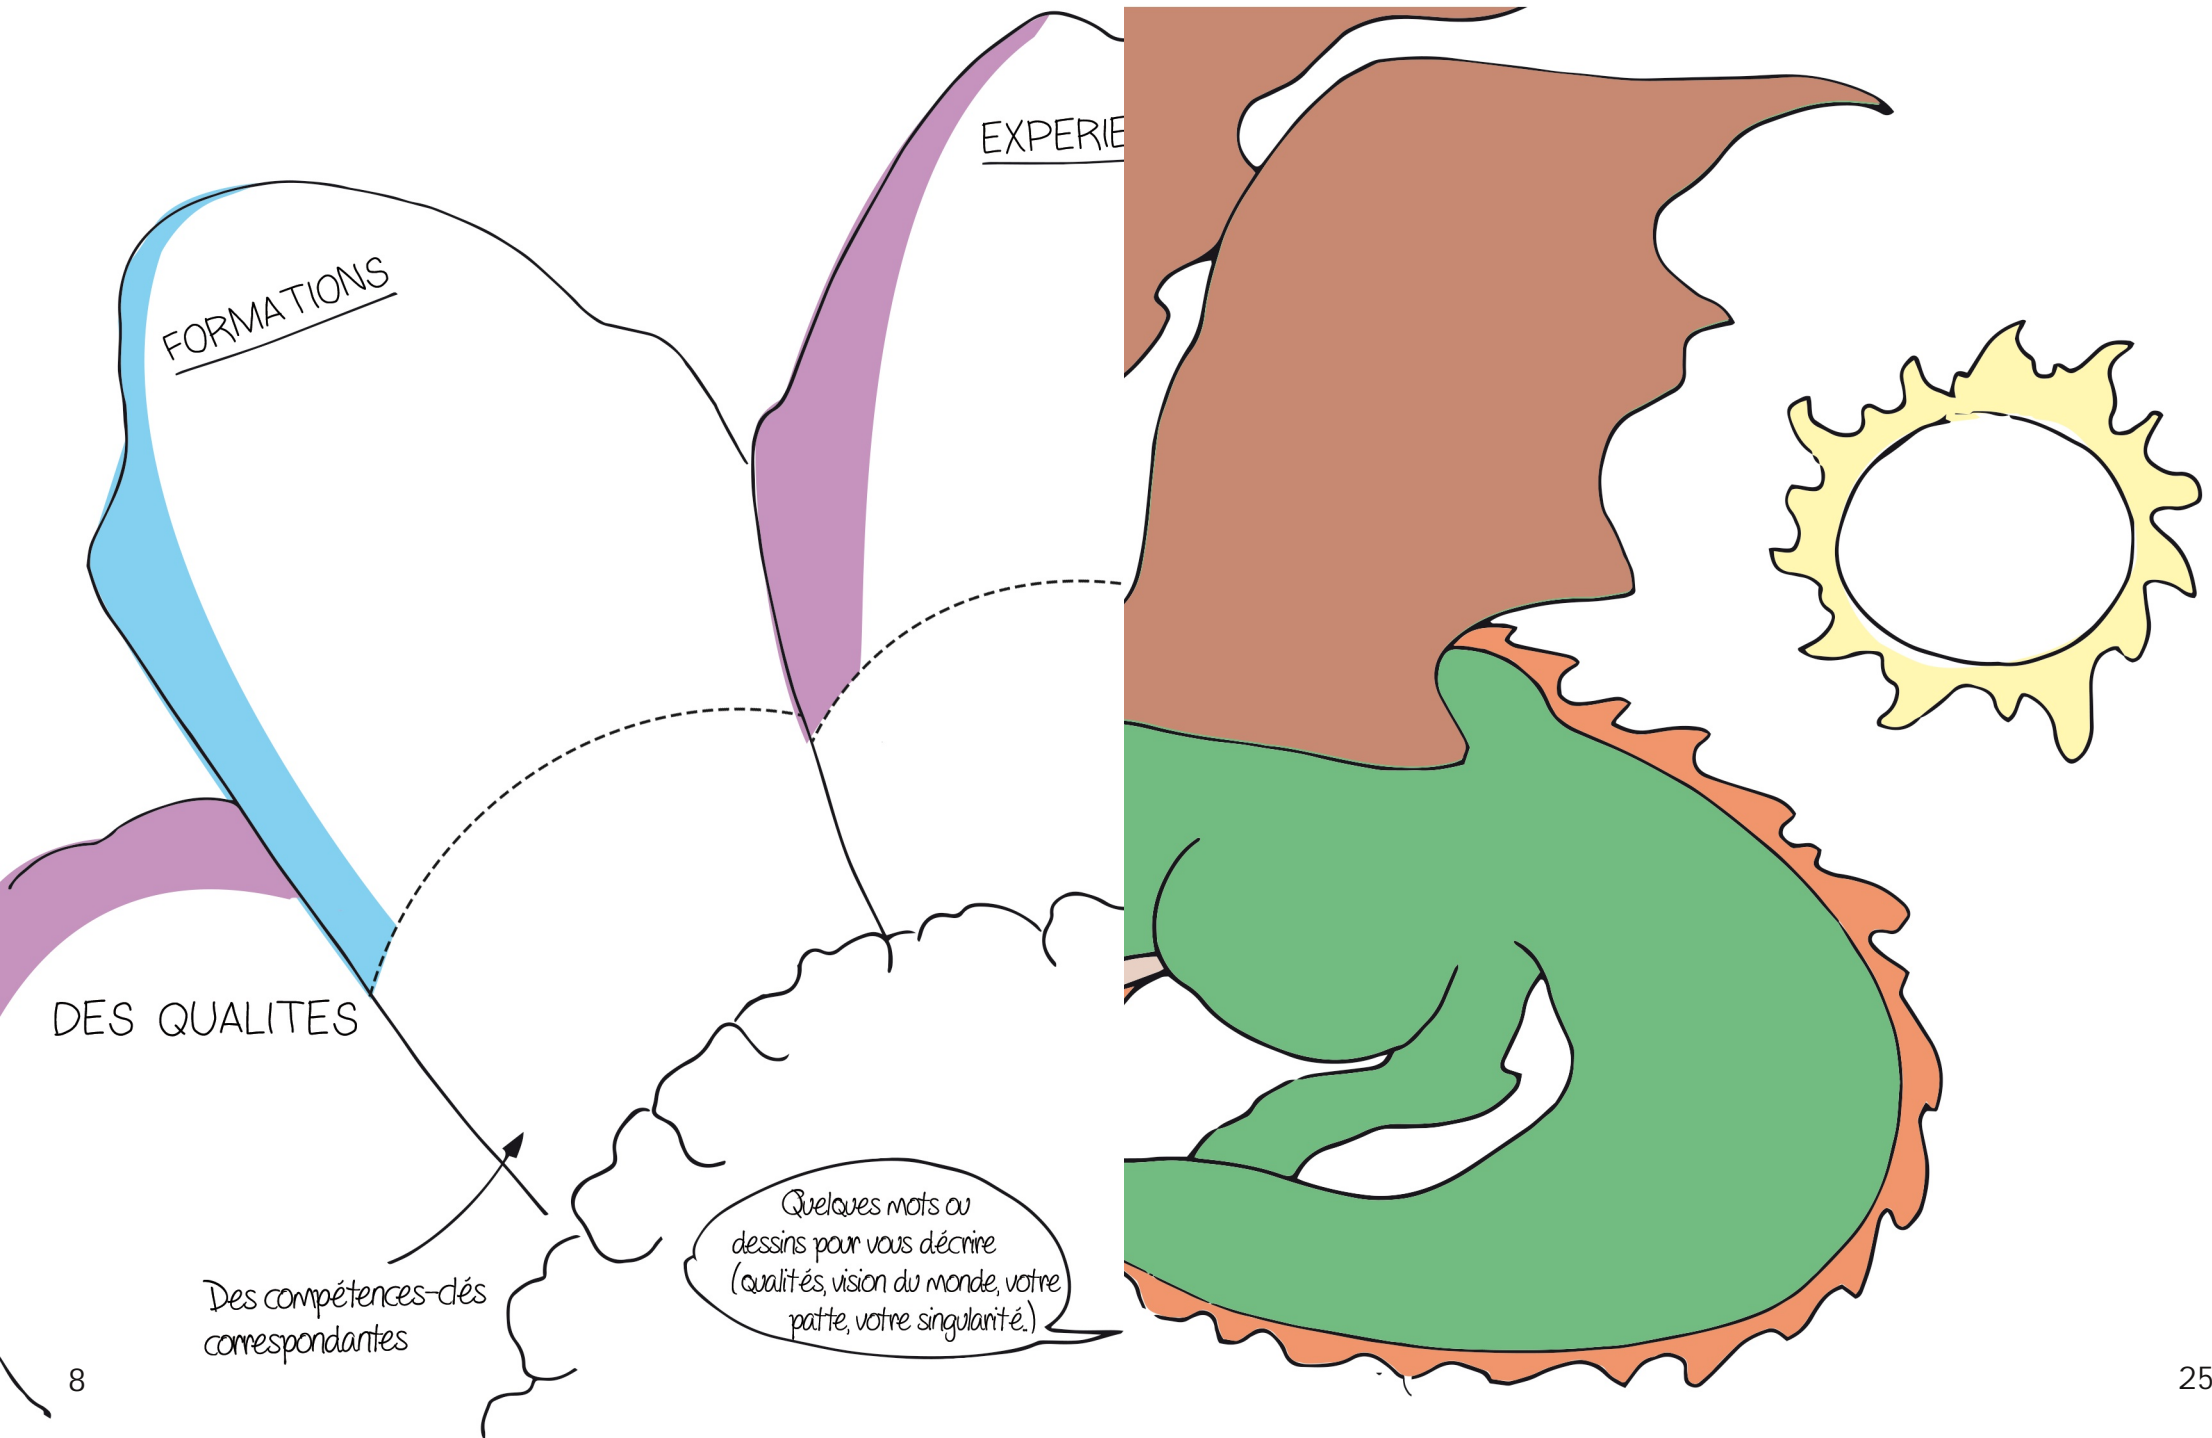 EXPERIE
FORMATIONS
DES QUALITES
Quelques mots ou
dessins pour vous décrire
(qualités, vision du monde, votre
patte, votre singularité.)
Des compétences-clés
correspondantes
8
25